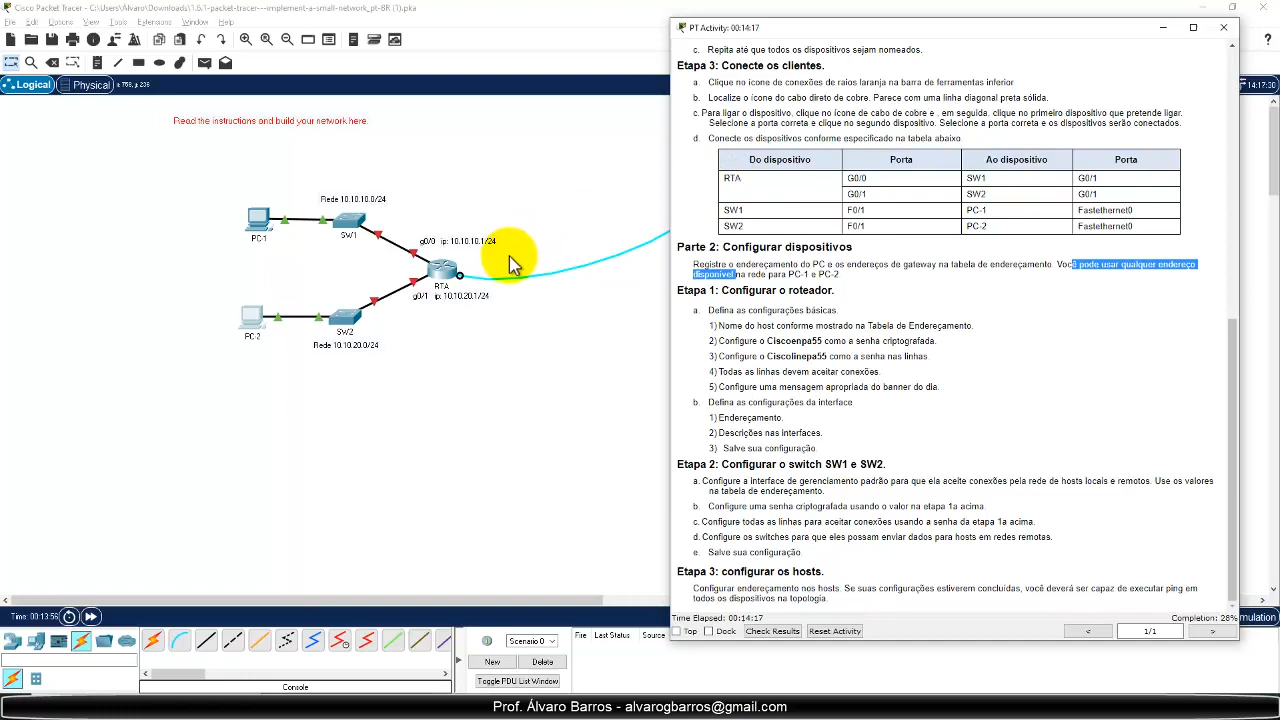 Cisco Packet Tracer - C:\Users\Alvaro\Downloads\1.6.1-packet-tracer---implement-a-small-network_pt-BR (1).pka
File Edit Options View Tools Extensions Window Help
Logical Physical x: 758, y: 236 14:17:30
Read the instructions and build your network here.
Rede 10.10.10.0/24
PC-1
SW1
g0/0 ip: 10.10.10.1/24
RTA
g0/1 ip: 10.10.20.1/24
PC-2
SW2
Rede 10.10.20.0/24
PT Activity: 00:14:17
c. Repita até que todos os dispositivos sejam nomeados.
Etapa 3: Conecte os clientes.
a. Clique no ícone de conexões de raios laranja na barra de ferramentas inferior
b. Localize o ícone do cabo direto de cobre. Parece com uma linha diagonal preta sólida.
c. Para ligar o dispositivo, clique no ícone de cabo de cobre e , em seguida, clique no primeiro dispositivo que pretende ligar.
Selecione a porta correta e clique no segundo dispositivo. Selecione a porta correta e os dispositivos serão conectados.
d. Conecte os dispositivos conforme especificado na tabela abaixo
Do dispositivo Porta Ao dispositivo Porta
RTA G0/0 SW1 G0/1
G0/1 SW2 G0/1
SW1 F0/1 PC-1 Fastethernet0
SW2 F0/1 PC-2 Fastethernet0
Parte 2: Configurar dispositivos
Registre o endereçamento do PC e os endereços de gateway na tabela de endereçamento. Você pode usar qualquer endereço
disponível na rede para PC-1 e PC-2
Etapa 1: Configurar o roteador.
a. Defina as configurações básicas.
1) Nome do host conforme mostrado na Tabela de Endereçamento.
2) Configure o Ciscoenpa55 como a senha criptografada.
3) Configure o Ciscolinepa55 como a senha nas linhas.
4) Todas as linhas devem aceitar conexões.
5) Configure uma mensagem apropriada do banner do dia.
b. Defina as configurações da interface
1) Endereçamento.
2) Descrições nas interfaces.
3) Salve sua configuração.
Etapa 2: Configurar o switch SW1 e SW2.
a. Configure a interface de gerenciamento padrão para que ela aceite conexões pela rede de hosts locais e remotos. Use os valores
na tabela de endereçamento.
b. Configure uma senha criptografada usando o valor na etapa 1a acima.
c. Configure todas as linhas para aceitar conexões usando a senha da etapa 1a acima.
d. Configure os switches para que eles possam enviar dados para hosts em redes remotas.
e. Salve sua configuração.
Etapa 3: configurar os hosts.
Configurar endereçamento nos hosts. Se suas configurações estiverem concluídas, você deverá ser capaz de executar ping em
todos os dispositivos na topologia.
Time Elapsed: 00:14:17 Completion: 28%
Top Dock Check Results Reset Activity < 1/1 >
Time: 00:13:56
Scenario 0
New Delete
Toggle PDU List Window
Fire Last Status Source
Console
Prof. Álvaro Barros - alvarogbarros@gmail.com